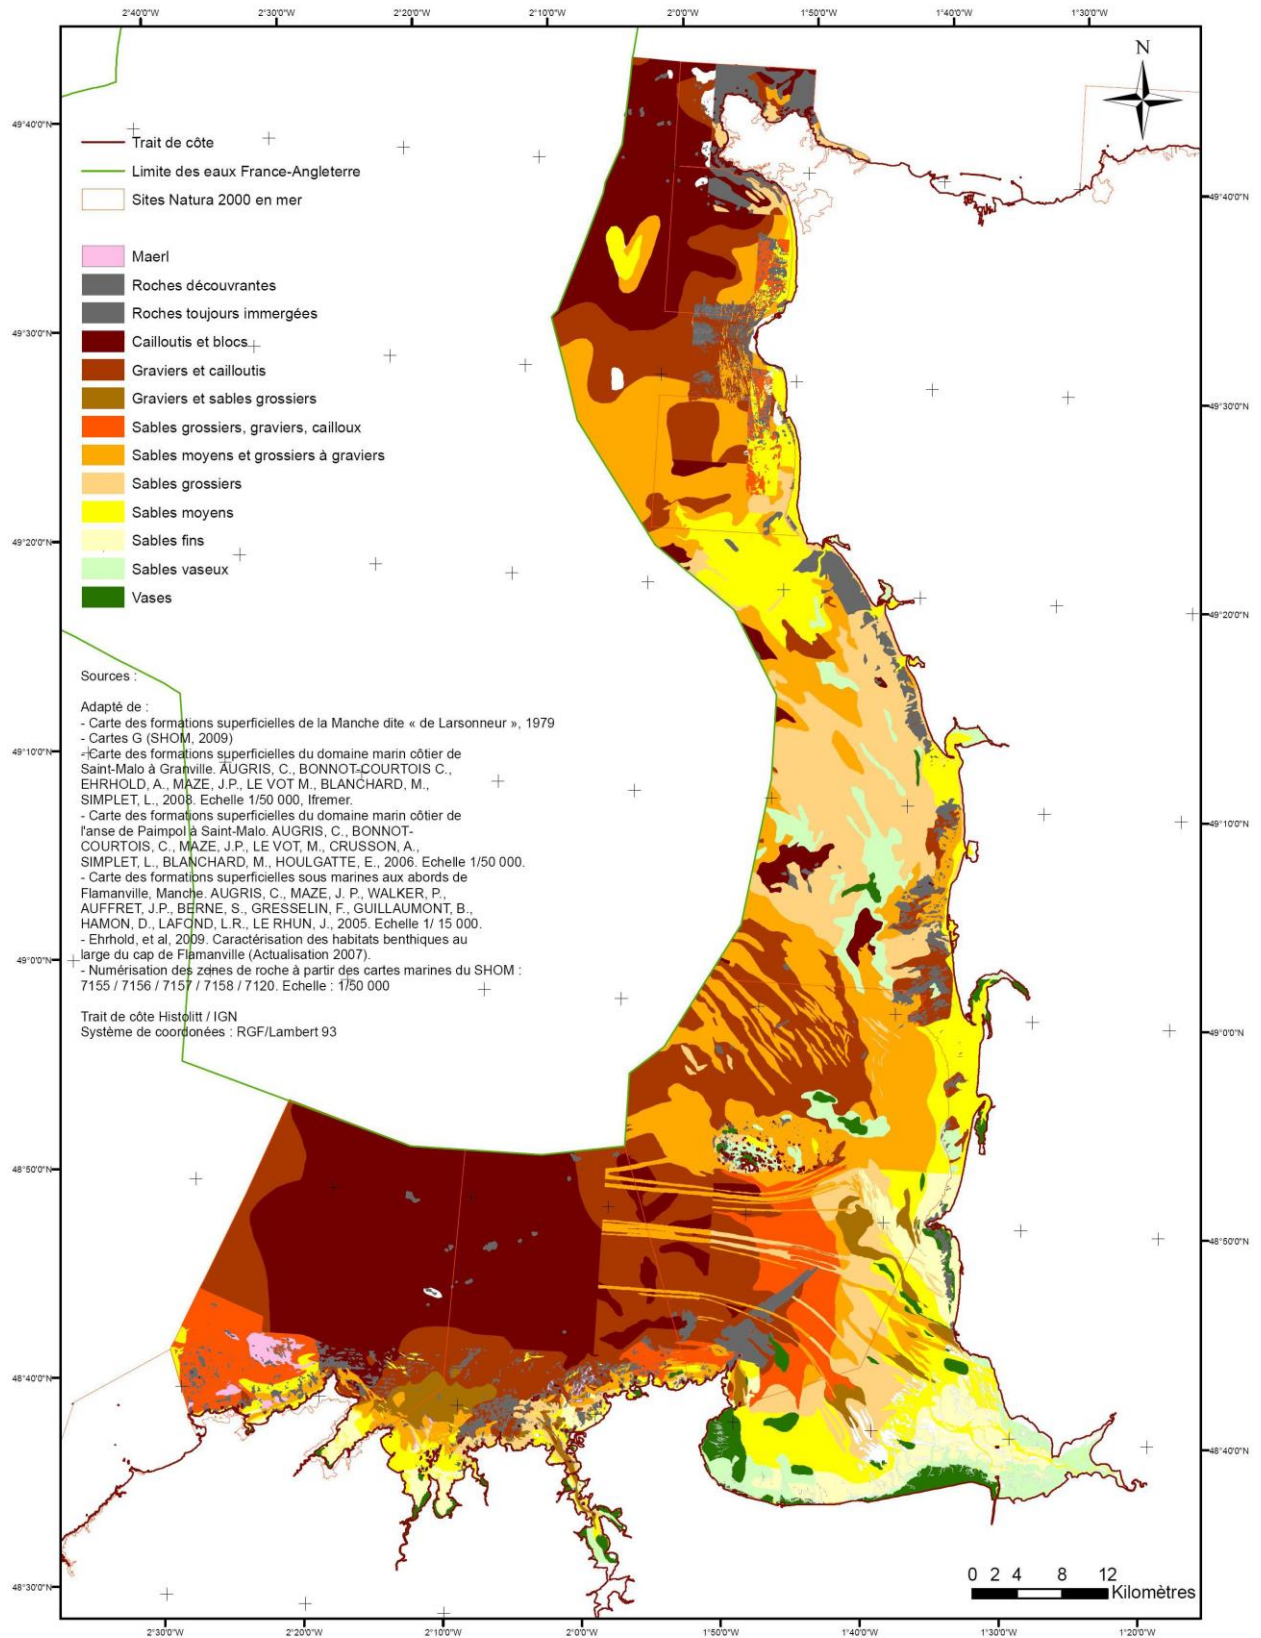 2°40'0"W 2°30'0"W 2°20'0"W 2°10'0"W 2°0'0"W 1°50'0"W 1°40'0"W 1°30'0"W
N
49°40'0"N
Trait de côte
Limite des eaux France-Angleterre
Sites Natura 2000 en mer
49°40'0"N
Maerl
Roches découvrantes
Roches toujours immergées
49°30'0"N
Cailloutis et blocs
Graviers et cailloutis
Graviers et sables grossiers
49°30'0"N
Sables grossiers, graviers, cailloux
Sables moyens et grossiers à graviers
Sables grossiers
Sables moyens
Sables fins
49°20'0"N
Sables vaseux
Vases
49°20'0"N
Sources :
Adapté de :
- Carte des formations superficielles de la Manche dite « de Larsonneur », 1979
- Cartes G (SHOM, 2009)
49°10'0"N
- Carte des formations superficielles du domaine marin côtier de
Saint-Malo à Granville. AUGRIS, C., BONNOT-COURTOIS C.,
EHRHOLD, A., MAZE, J.P., LE VOT M., BLANCHARD, M.,
SIMPLET, L., 2008. Echelle 1/50 000, Ifremer.
- Carte des formations superficielles du domaine marin côtier de
49°10'0"N
l'anse de Paimpol à Saint-Malo. AUGRIS, C., BONNOT-
COURTOIS, C., MAZE, J.P., LE VOT, M., CRUSSON, A.,
SIMPLET, L., BLANCHARD, M., HOULGATTE, E., 2006. Echelle 1/50 000.
- Carte des formations superficielles sous marines aux abords de
Flamanville, Manche. AUGRIS, C., MAZE, J. P., WALKER, P.,
AUFFRET, J.P., BERNE, S., GRESSELIN, F., GUILLAUMONT, B.,
HAMON, D., LAFOND, L.R., LE RHUN, J., 2005. Echelle 1/ 15 000.
- Ehrhold, et al, 2009. Caractérisation des habitats benthiques au
large du cap de Flamanville (Actualisation 2007).
49°0'0"N
- Numérisation des zones de roche à partir des cartes marines du SHOM :
7155 / 7156 / 7157 / 7158 / 7120. Echelle : 1/50 000
Trait de côte Histolitt / IGN
Système de coordonées : RGF/Lambert 93
49°0'0"N
48°50'0"N
48°50'0"N
48°40'0"N
48°40'0"N
48°30'0"N
0 2 4 8 12
Kilomètres
2°30'0"W 2°20'0"W 2°10'0"W 2°0'0"W 1°50'0"W 1°40'0"W 1°30'0"W 1°20'0"W